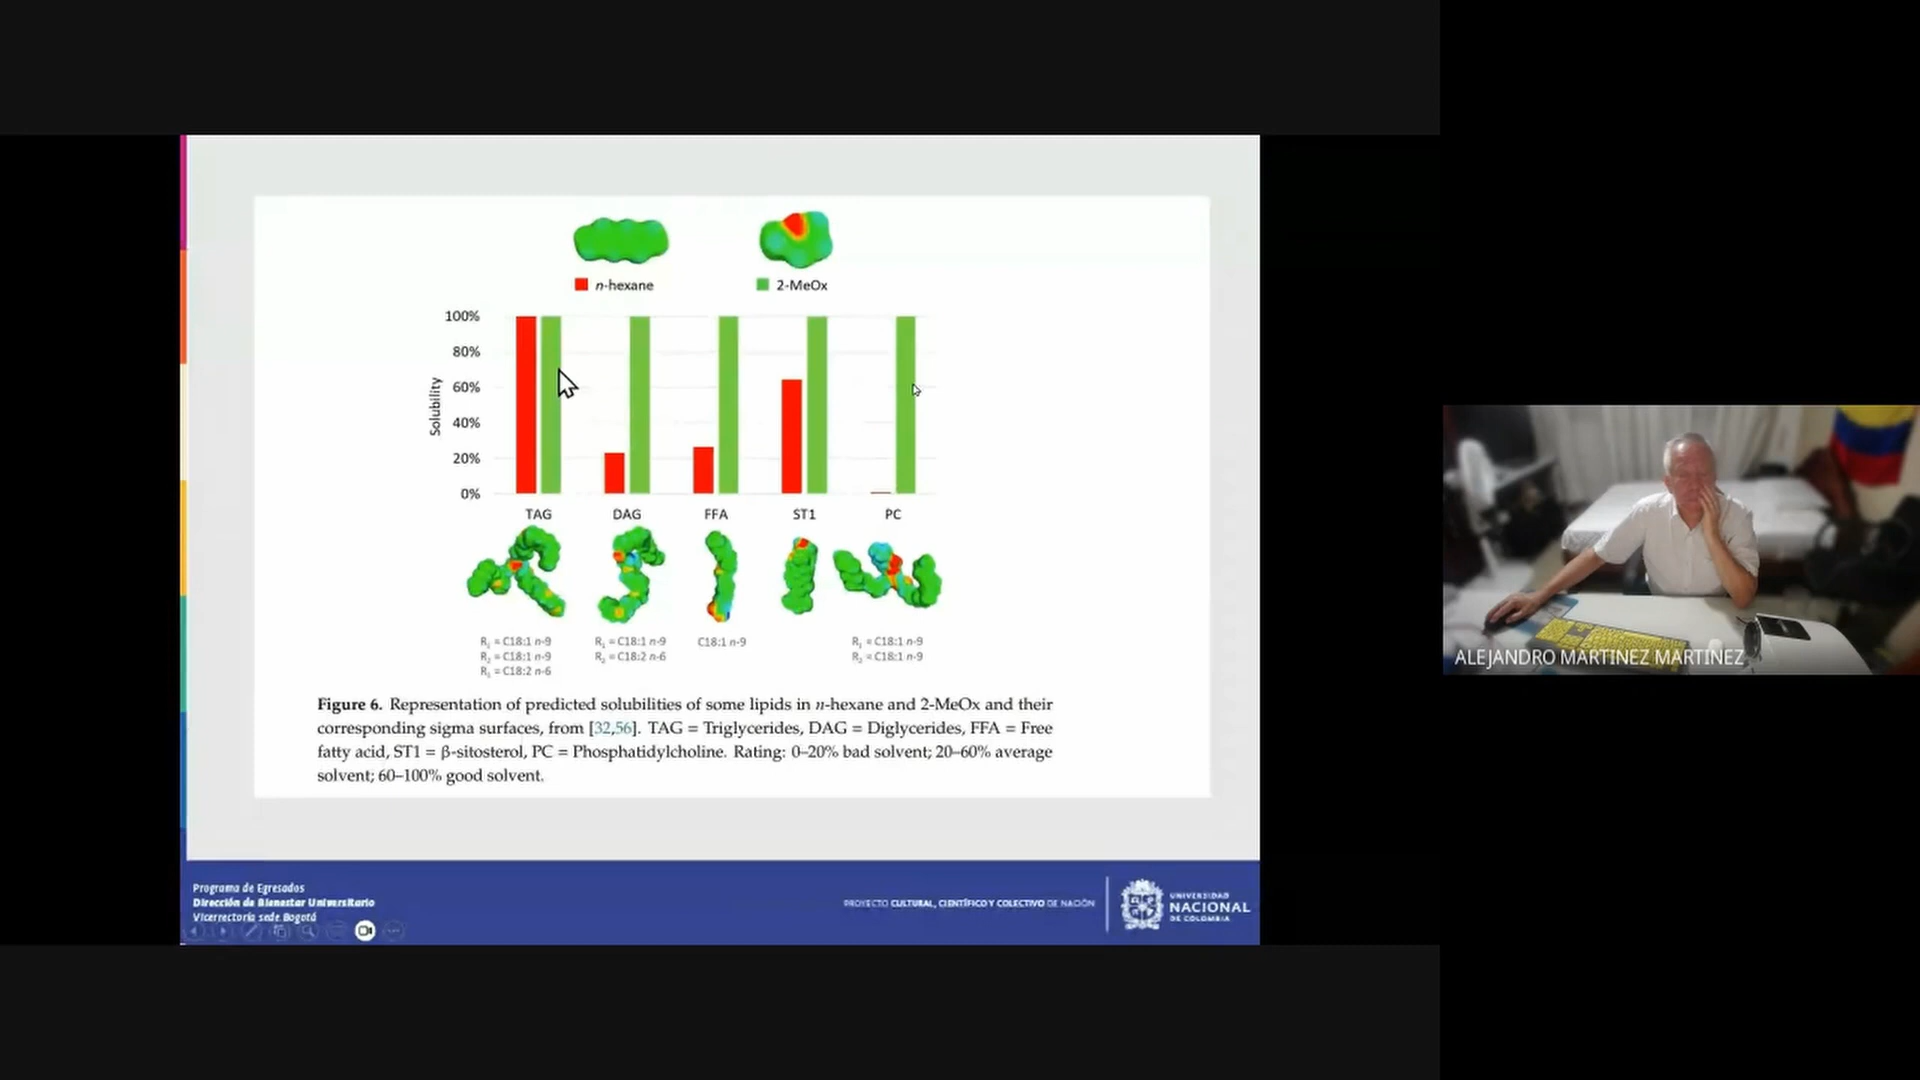 n-hexane
2-MeOx
100%
80%
60%
40%
20%
0%
Solubility
TAG
DAG
FFA
ST1
PC
R₁ = C18:1 n-9
R₂ = C18:1 n-9
R₃ = C18:2 n-6
R₁ = C18:1 n-9
R₂ = C18:2 n-6
C18:1 n-9
R₁ = C18:1 n-9
R₂ = C18:1 n-9
Figure 6. Representation of predicted solubilities of some lipids in n-hexane and 2-MeOx and their
corresponding sigma surfaces, from [32,56]. TAG = Triglycerides, DAG = Diglycerides, FFA = Free
fatty acid, ST1 = β-sitosterol, PC = Phosphatidylcholine. Rating: 0–20% bad solvent; 20–60% average
solvent; 60–100% good solvent.
Programa de Egresados
Dirección de Bienestar Universitario
Vicerrectoría sede Bogotá
PROYECTO CULTURAL, CIENTÍFICO Y COLECTIVO DE NACIÓN
UNIVERSIDAD
NACIONAL
DE COLOMBIA
ALEJANDRO MARTINEZ MARTINEZ